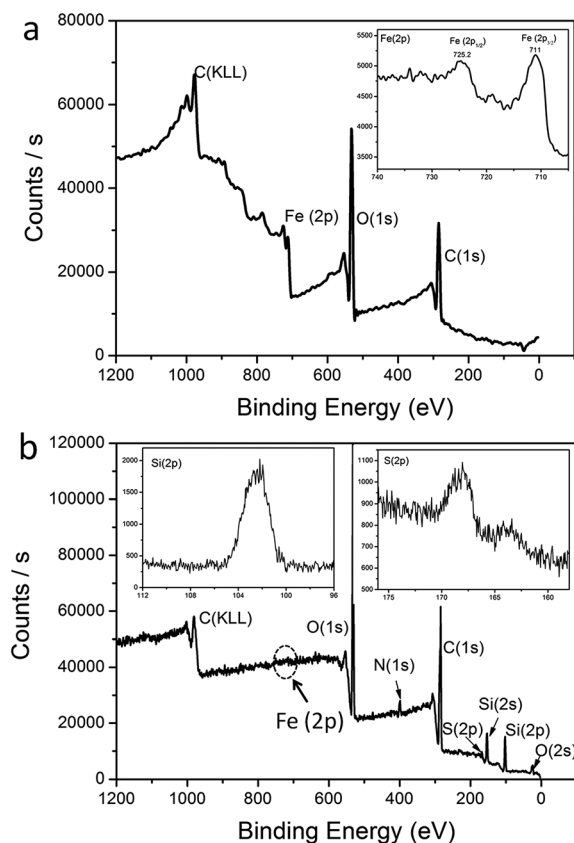 a
Fe(2p)
Fe (2p1/2)
725.2
Fe (2p3/2)
711
5500
5000
4500
4000
3500
740
730
720
710
80000
60000
40000
20000
0
Counts / s
C(KLL)
Fe (2p)
O(1s)
C(1s)
1200
1000
800
600
400
200
0
Binding Energy (eV)
b
Si(2p)
2000
1500
1000
500
0
112
108
104
100
96
S(2p)
1100
1000
900
800
700
600
500
175
170
165
160
120000
100000
80000
60000
40000
20000
0
Counts / s
C(KLL)
O(1s)
Fe (2p)
N(1s)
C(1s)
S(2p)
Si(2s)
Si(2p)
O(2s)
1200
1000
800
600
400
200
0
Binding Energy (eV)